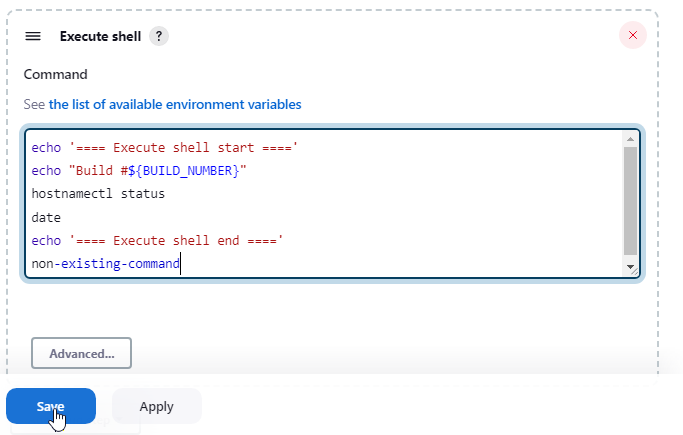 Execute shell ?
Command
See the list of available environment variables
echo '==== Execute shell start ===='
echo "Build #${BUILD_NUMBER}"
hostnamectl status
date
echo '==== Execute shell end ===='
non-existing-command
Advanced...
Save Apply